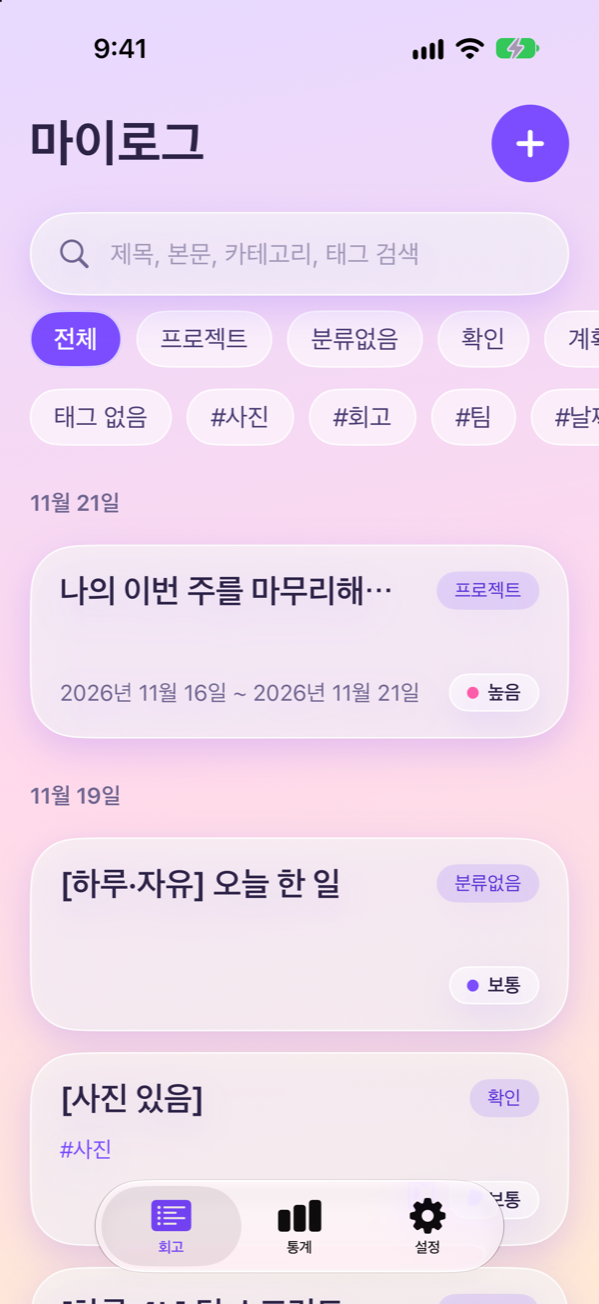 9:41
마이로그
제목, 본문, 카테고리, 태그 검색
전체 프로젝트 분류없음 확인
태그 없음 #사진 #회고 #팀
11월 21일
나의 이번 주를 마무리해… 프로젝트
2026년 11월 16일 ~ 2026년 11월 21일 높음
11월 19일
[하루·자유] 오늘 한 일 분류없음
보통
[사진 있음] 확인
#사진
보통
회고 통계 설정